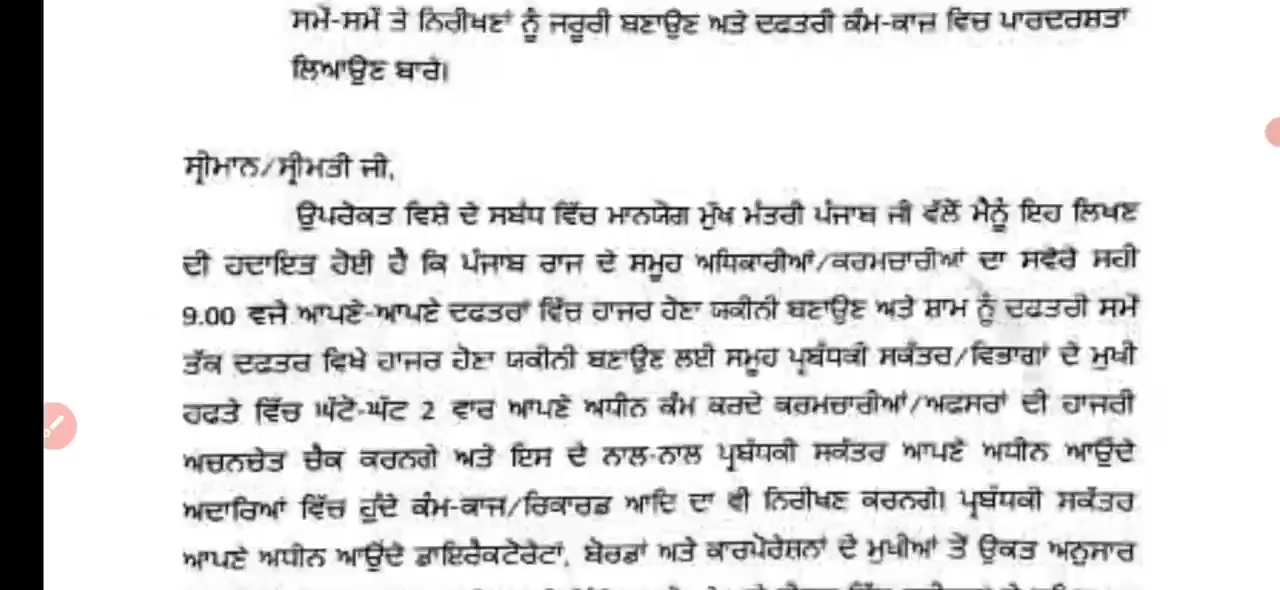 ਸਮੇਂ-ਸਮੇਂ ਤੇ ਨਿਰੀਖਣਾਂ ਨੂੰ ਜਰੂਰੀ ਬਣਾਉਣ ਅਤੇ ਦਫਤਰੀ ਕੰਮ-ਕਾਜ ਵਿਚ ਪਾਰਦਰਸ਼ਤਾ
ਲਿਆਉਣ ਬਾਰੇ।
ਸ੍ਰੀਮਾਨ/ਸ੍ਰੀਮਤੀ ਜੀ,
ਉਪਰੋਕਤ ਵਿਸ਼ੇ ਦੇ ਸਬੰਧ ਵਿੱਚ ਮਾਨਯੋਗ ਮੁੱਖ ਮੰਤਰੀ ਪੰਜਾਬ ਜੀ ਵੱਲੋਂ ਮੈਨੂੰ ਇਹ ਲਿਖਣ
ਦੀ ਹਦਾਇਤ ਹੋਈ ਹੈ ਕਿ ਪੰਜਾਬ ਰਾਜ ਦੇ ਸਮੂਹ ਅਧਿਕਾਰੀਆਂ/ਕਰਮਚਾਰੀਆਂ ਦਾ ਸਵੇਰੇ ਸਹੀ
9.00 ਵਜੇ ਆਪਣੇ-ਆਪਣੇ ਦਫਤਰਾਂ ਵਿੱਚ ਹਾਜਰ ਹੋਣਾ ਯਕੀਨੀ ਬਣਾਉਣ ਅਤੇ ਸ਼ਾਮ ਨੂੰ ਦਫਤਰੀ ਸਮੇਂ
ਤੱਕ ਦਫਤਰ ਵਿਖੇ ਹਾਜਰ ਹੋਣਾ ਯਕੀਨੀ ਬਣਾਉਣ ਲਈ ਸਮੂਹ ਪ੍ਰਬੰਧਕੀ ਸਕੱਤਰ/ਵਿਭਾਗਾਂ ਦੇ ਮੁਖੀ
ਹਫਤੇ ਵਿੱਚ ਘੱਟੋ-ਘੱਟ 2 ਵਾਰ ਆਪਣੇ ਅਧੀਨ ਕੰਮ ਕਰਦੇ ਕਰਮਚਾਰੀਆਂ/ਅਫਸਰਾਂ ਦੀ ਹਾਜਰੀ
ਅਚਨਚੇਤ ਚੈਕ ਕਰਨਗੇ ਅਤੇ ਇਸ ਦੇ ਨਾਲ-ਨਾਲ ਪ੍ਰਬੰਧਕੀ ਸਕੱਤਰ ਆਪਣੇ ਅਧੀਨ ਆਉਂਦੇ
ਅਦਾਰਿਆਂ ਵਿੱਚ ਹੁੰਦੇ ਕੰਮ-ਕਾਜ/ਰਿਕਾਰਡ ਆਦਿ ਦਾ ਵੀ ਨਿਰੀਖਣ ਕਰਨਗੇ। ਪ੍ਰਬੰਧਕੀ ਸਕੱਤਰ
ਆਪਣੇ ਅਧੀਨ ਆਉਂਦੇ ਡਾਇਰੈਕਟੋਰੇਟਾਂ, ਬੋਰਡਾਂ ਅਤੇ ਕਾਰਪੋਰੇਸ਼ਨਾਂ ਦੇ ਮੁਖੀਆਂ ਤੋਂ ਉਕਤ ਅਨੁਸਾਰ